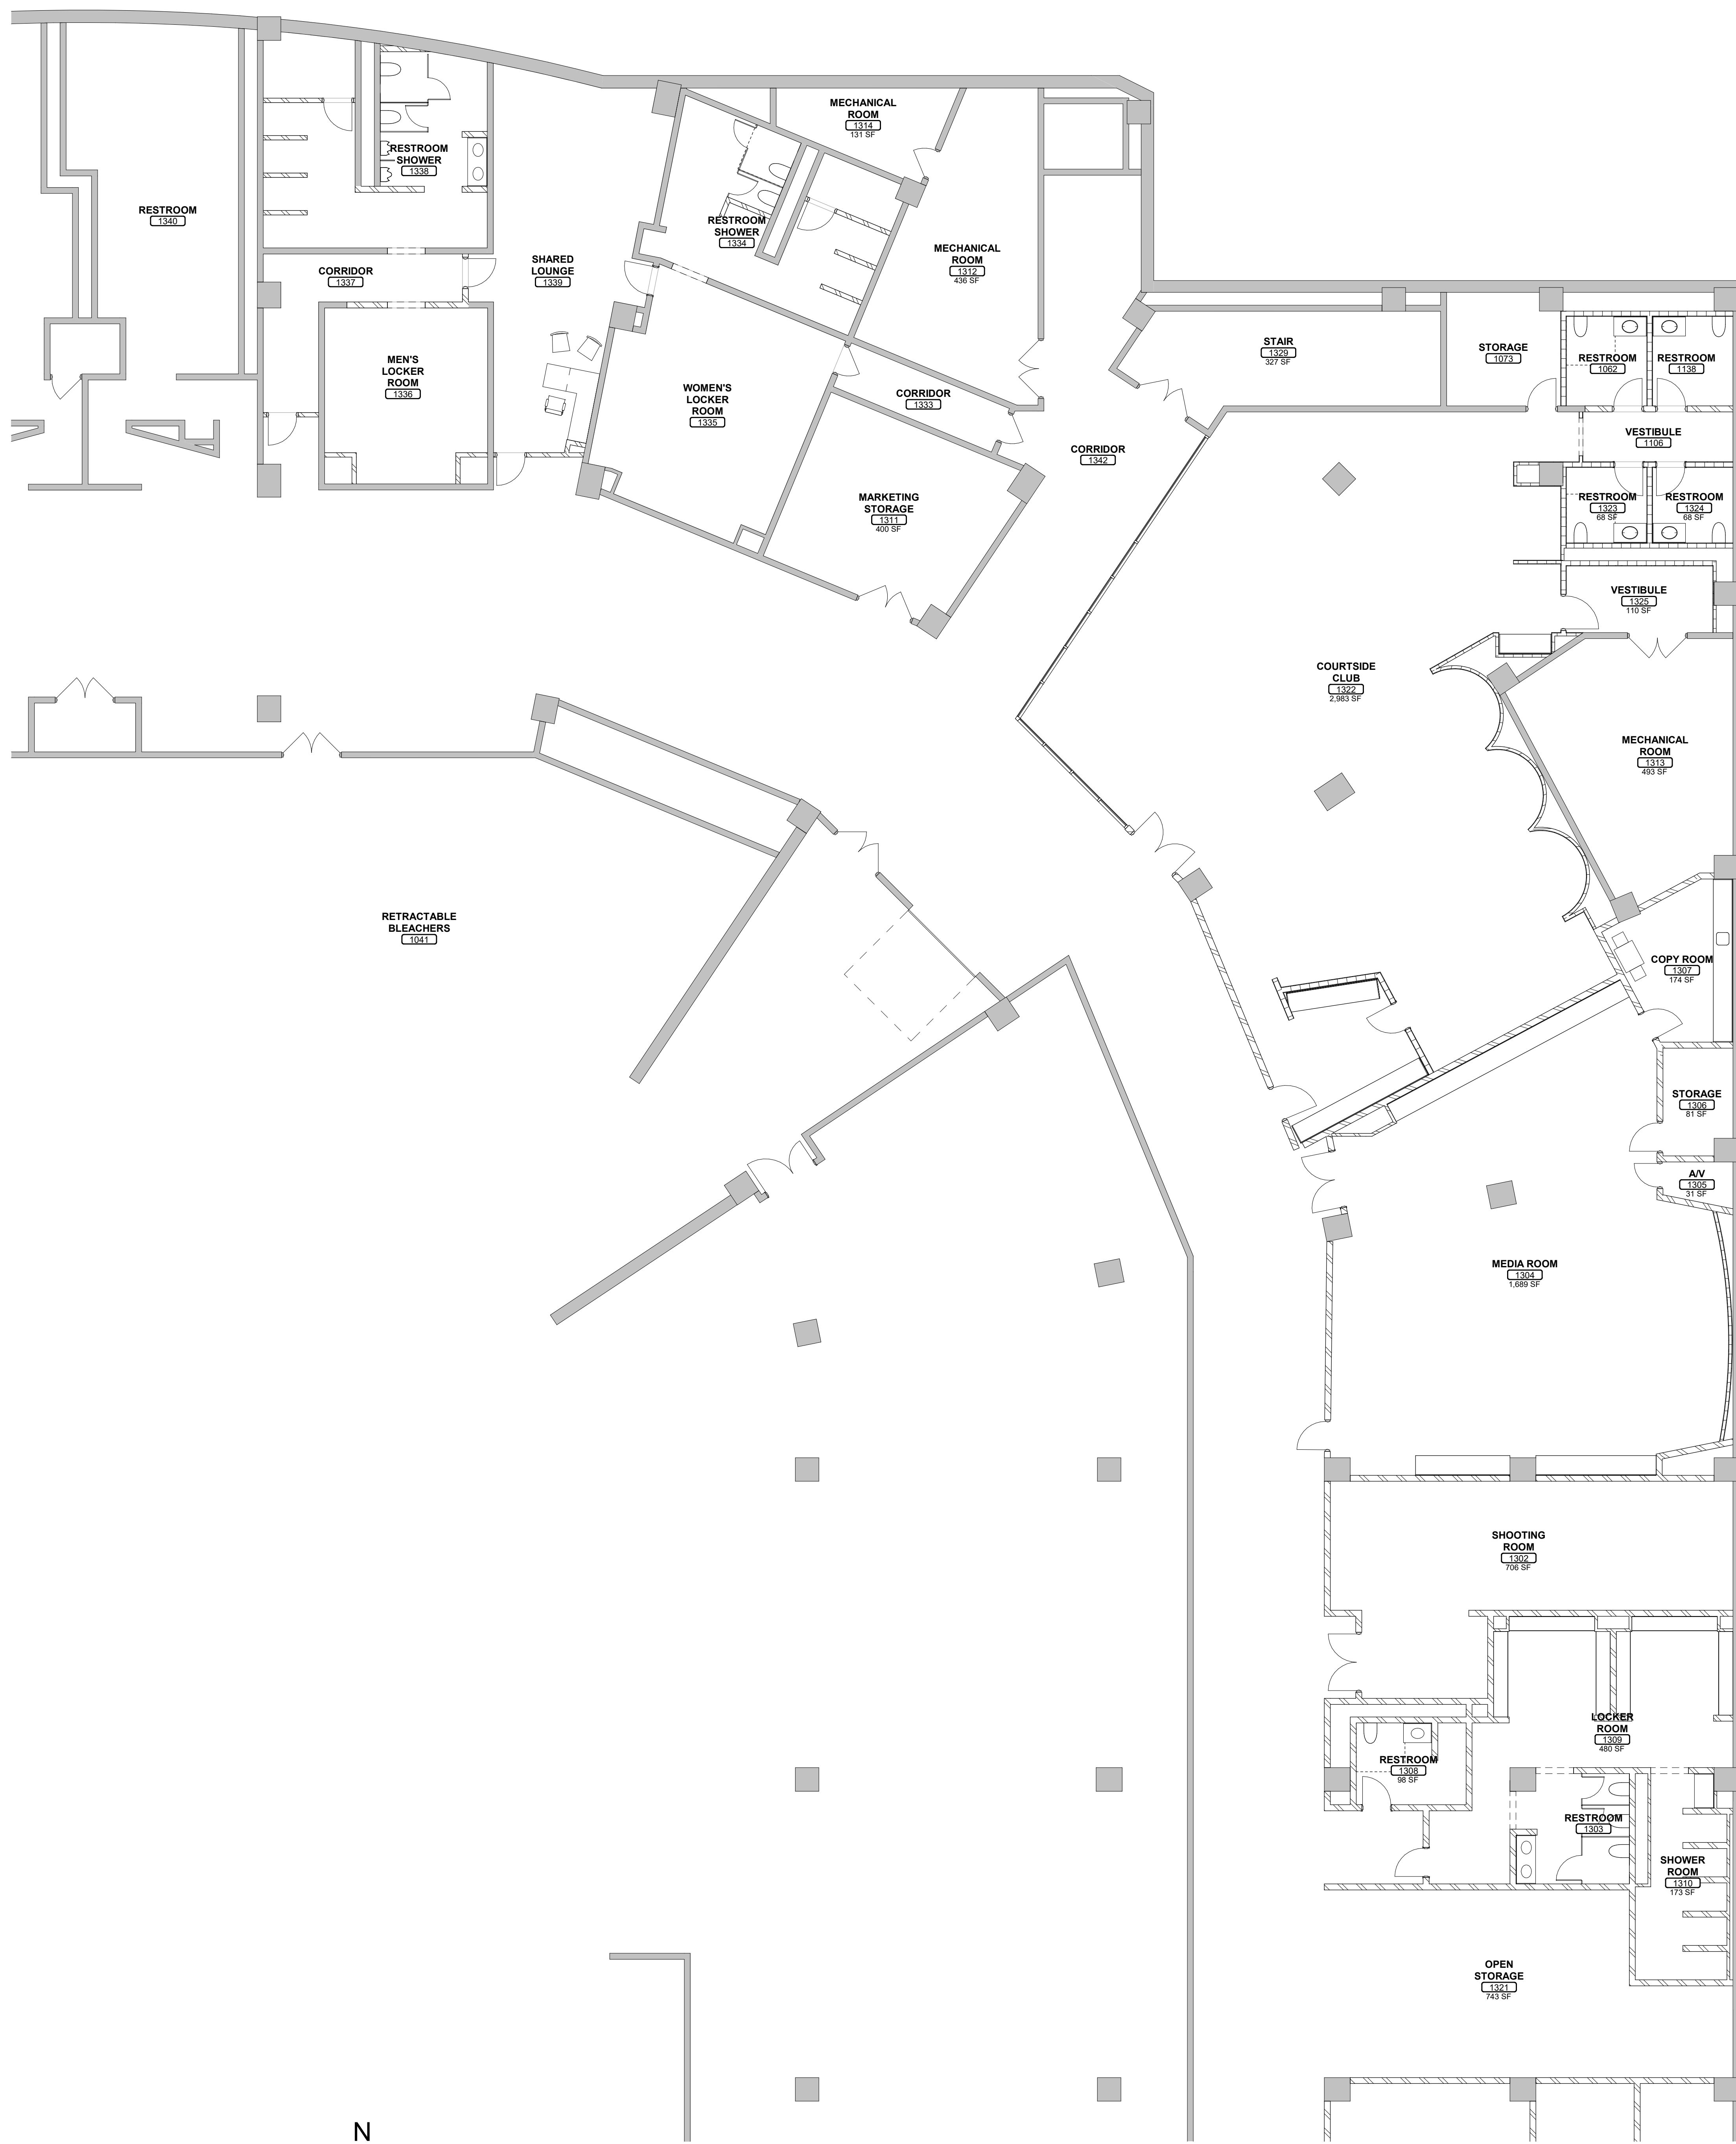 MECHANICAL
ROOM
1314
131 SF
RESTROOM
SHOWER
1338
RESTROOM
1340
RESTROOM
SHOWER
1334
MECHANICAL
ROOM
1312
436 SF
CORRIDOR
1337
SHARED
LOUNGE
1339
STAIR
1329
327 SF
STORAGE
1073
RESTROOM
1062
RESTROOM
1138
MEN'S
LOCKER
ROOM
1336
WOMEN'S
LOCKER
ROOM
1335
CORRIDOR
1333
VESTIBULE
1106
CORRIDOR
1342
MARKETING
STORAGE
1311
400 SF
RESTROOM
1323
68 SF
RESTROOM
1324
68 SF
VESTIBULE
1325
110 SF
COURTSIDE
CLUB
1322
2,983 SF
MECHANICAL
ROOM
1313
493 SF
RETRACTABLE
BLEACHERS
1041
COPY ROOM
1307
174 SF
STORAGE
1306
81 SF
A/V
1305
31 SF
MEDIA ROOM
1304
1,689 SF
SHOOTING
ROOM
1302
706 SF
LOCKER
ROOM
1309
480 SF
RESTROOM
1308
98 SF
RESTROOM
1303
SHOWER
ROOM
1310
173 SF
OPEN
STORAGE
1321
743 SF
N